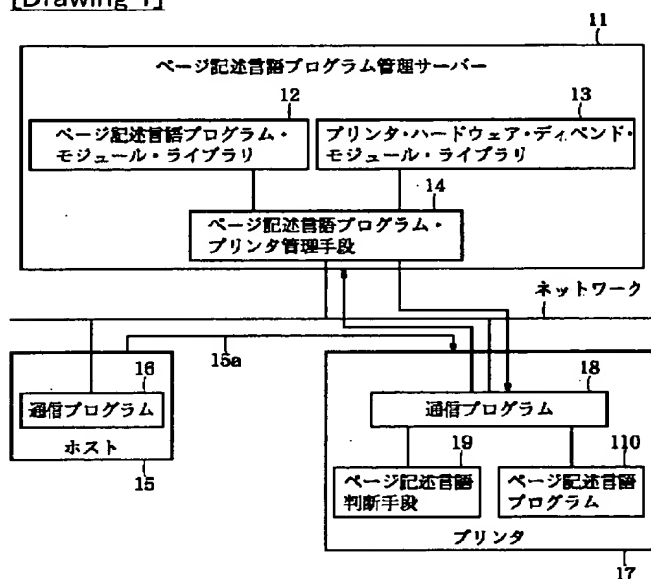 [Drawing 1]
11
ページ記述言語プログラム管理サーバー
12
13
ページ記述言語プログラム・
モジュール・ライブラリ
プリンタ・ハードウェア・ディペンド・
モジュール・ライブラリ
14
ページ記述言語プログラム・
プリンタ管理手段
ネットワーク
15a
16
通信プログラム
ホスト
15
18
通信プログラム
19
110
ページ記述言語
判断手段
ページ記述言語
プログラム
プリンタ
17